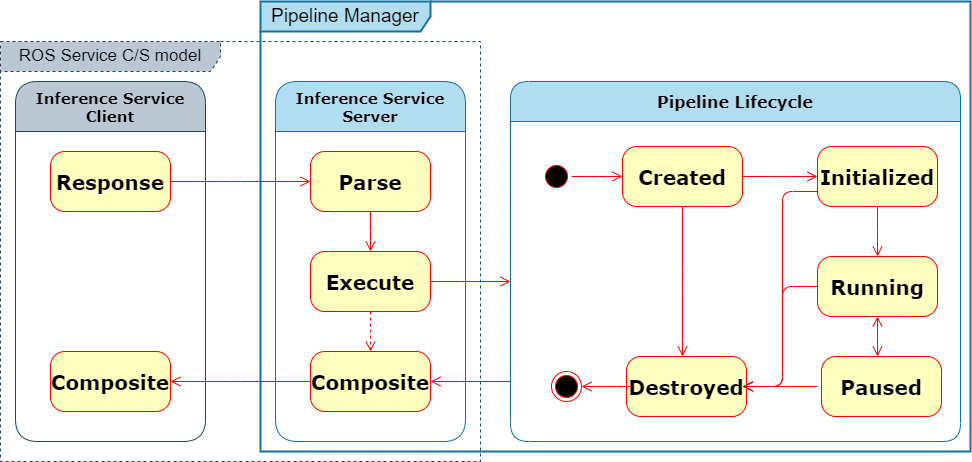 Pipeline Manager
ROS Service C/S model
Inference Service
Client
Inference Service
Server
Pipeline Lifecycle
Response
Parse
Created
Initialized
Execute
Running
Composite
Composite
Destroyed
Paused